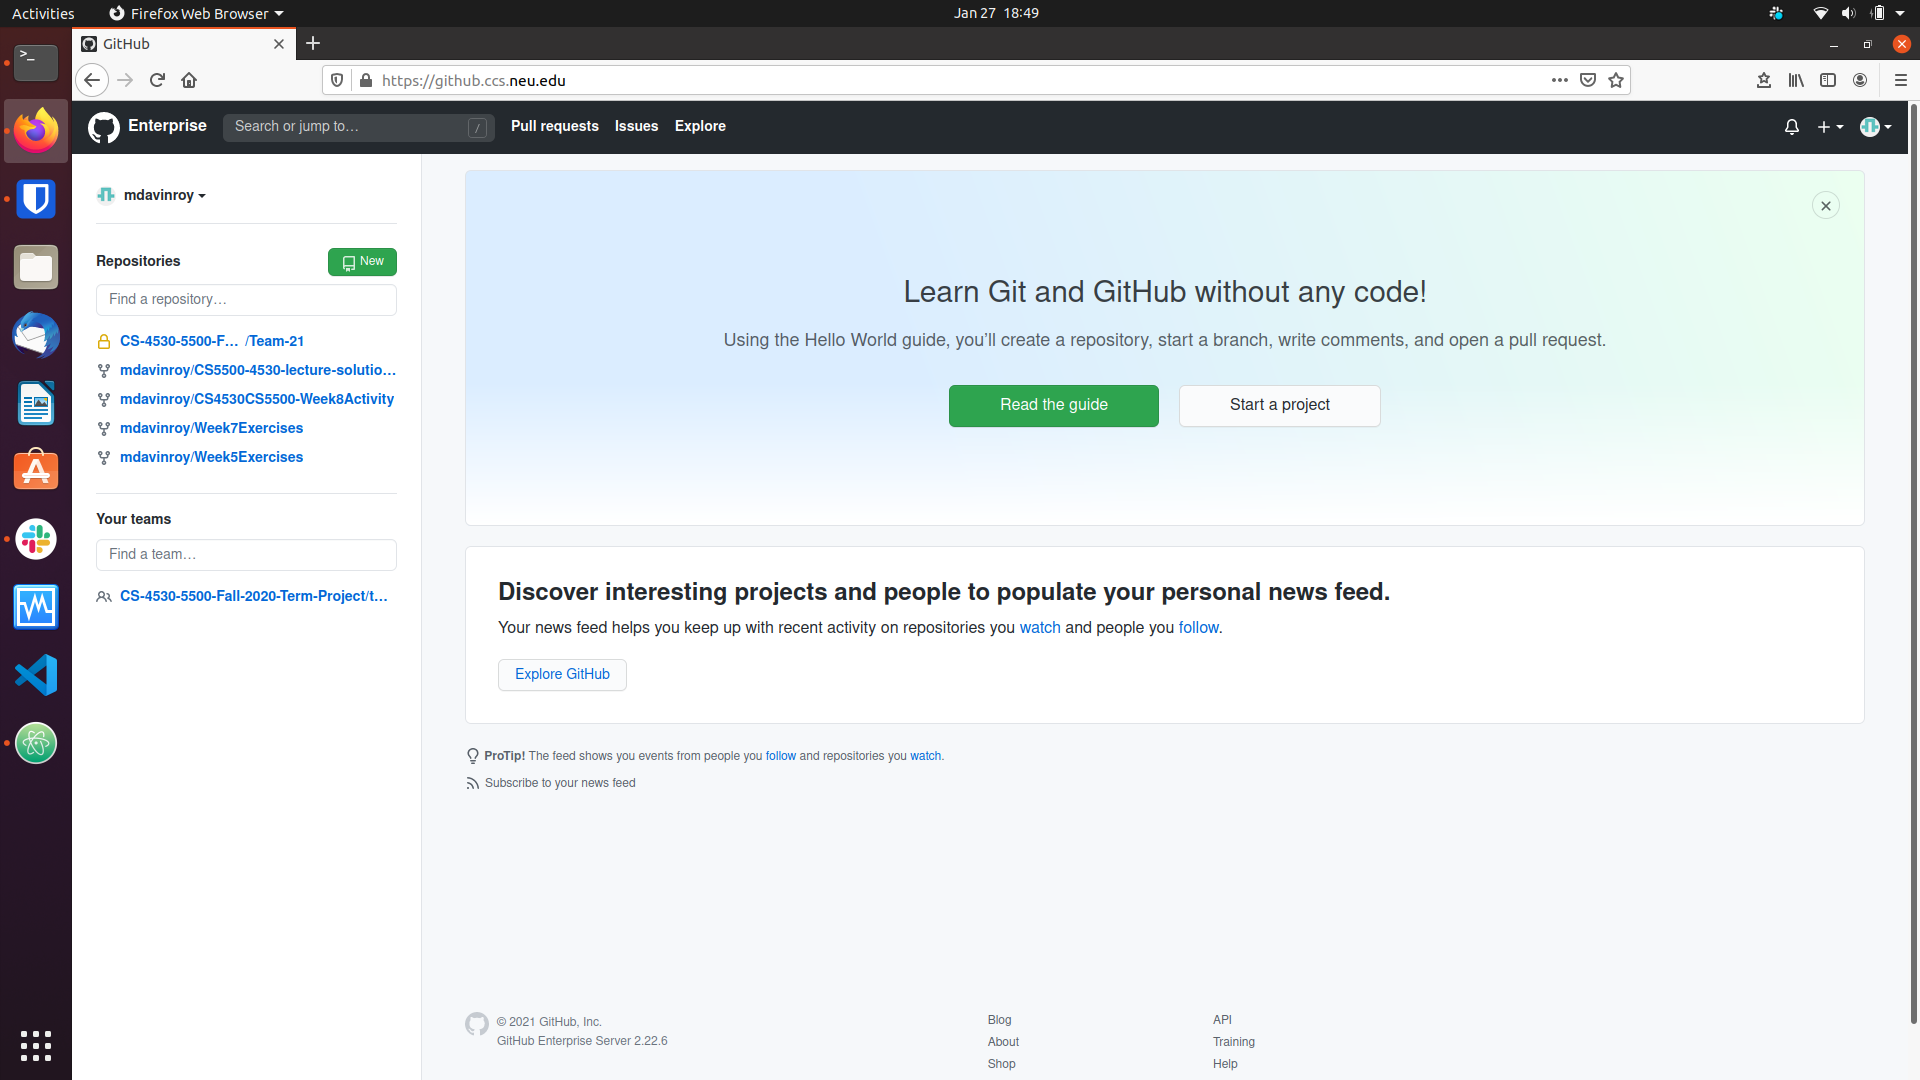 Activities
Firefox Web Browser
Jan 27 18:49
GitHub
https://github.ccs.neu.edu
Enterprise
Search or jump to…
/
Pull requests
Issues
Explore
mdavinroy
Repositories
New
Find a repository…
CS-4530-5500-F… /Team-21
mdavinroy/CS5500-4530-lecture-solutio…
mdavinroy/CS4530CS5500-Week8Activity
mdavinroy/Week7Exercises
mdavinroy/Week5Exercises
Your teams
Find a team…
CS-4530-5500-Fall-2020-Term-Project/t…
Learn Git and GitHub without any code!
Using the Hello World guide, you’ll create a repository, start a branch, write comments, and open a pull request.
Read the guide
Start a project
Discover interesting projects and people to populate your personal news feed.
Your news feed helps you keep up with recent activity on repositories you watch and people you follow.
Explore GitHub
ProTip! The feed shows you events from people you follow and repositories you watch.
Subscribe to your news feed
© 2021 GitHub, Inc.
GitHub Enterprise Server 2.22.6
Blog
About
Shop
API
Training
Help